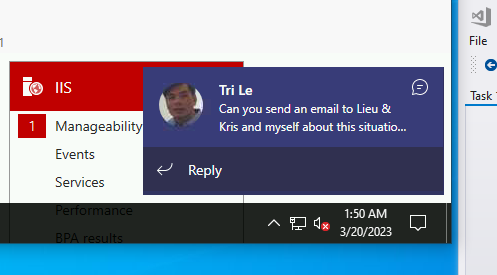 1
File
Task
IIS
1 Manageability
Events
Services
Performance
BPA results
Tri Le
Can you send an email to Lieu &
Kris and myself about this situatio...
Reply
1:50 AM
3/20/2023